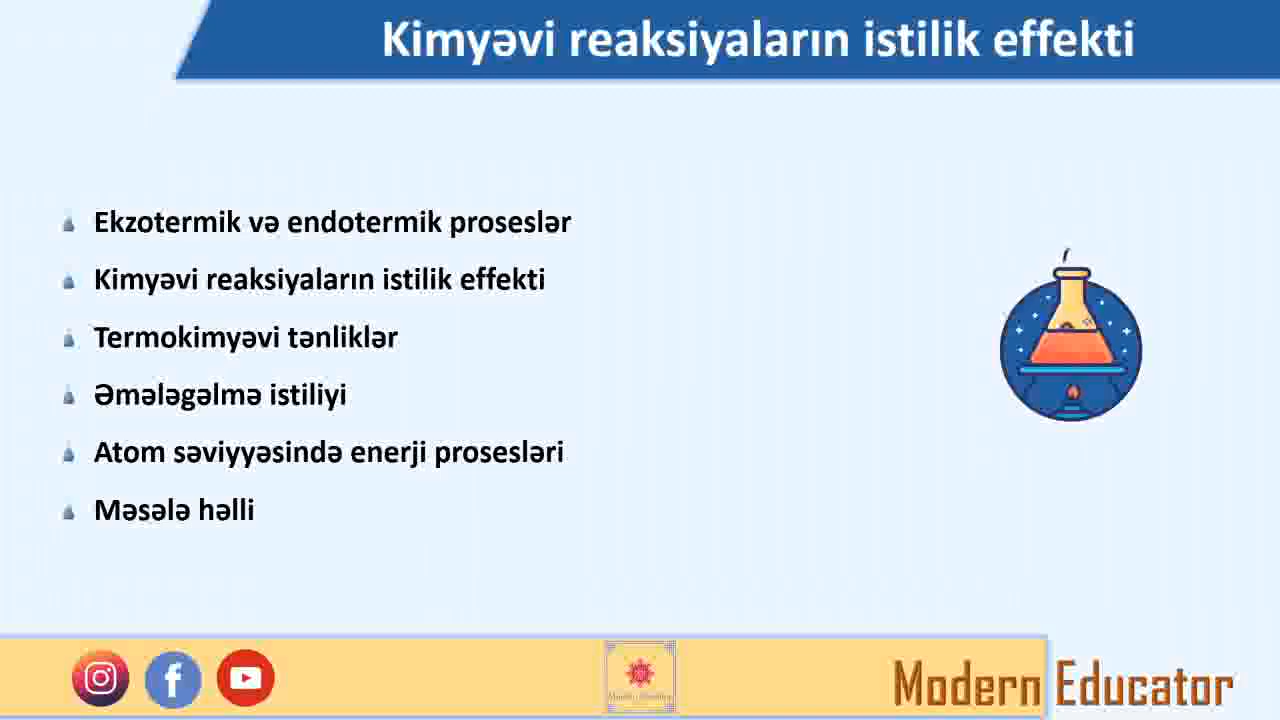 Kimyəvi reaksiyaların istilik effekti
Ekzotermik və endotermik proseslər
Kimyəvi reaksiyaların istilik effekti
Termokimyəvi tənliklər
Əmələgəlmə istiliyi
Atom səviyyəsində enerji prosesləri
Məsələ həlli
Modern Educator